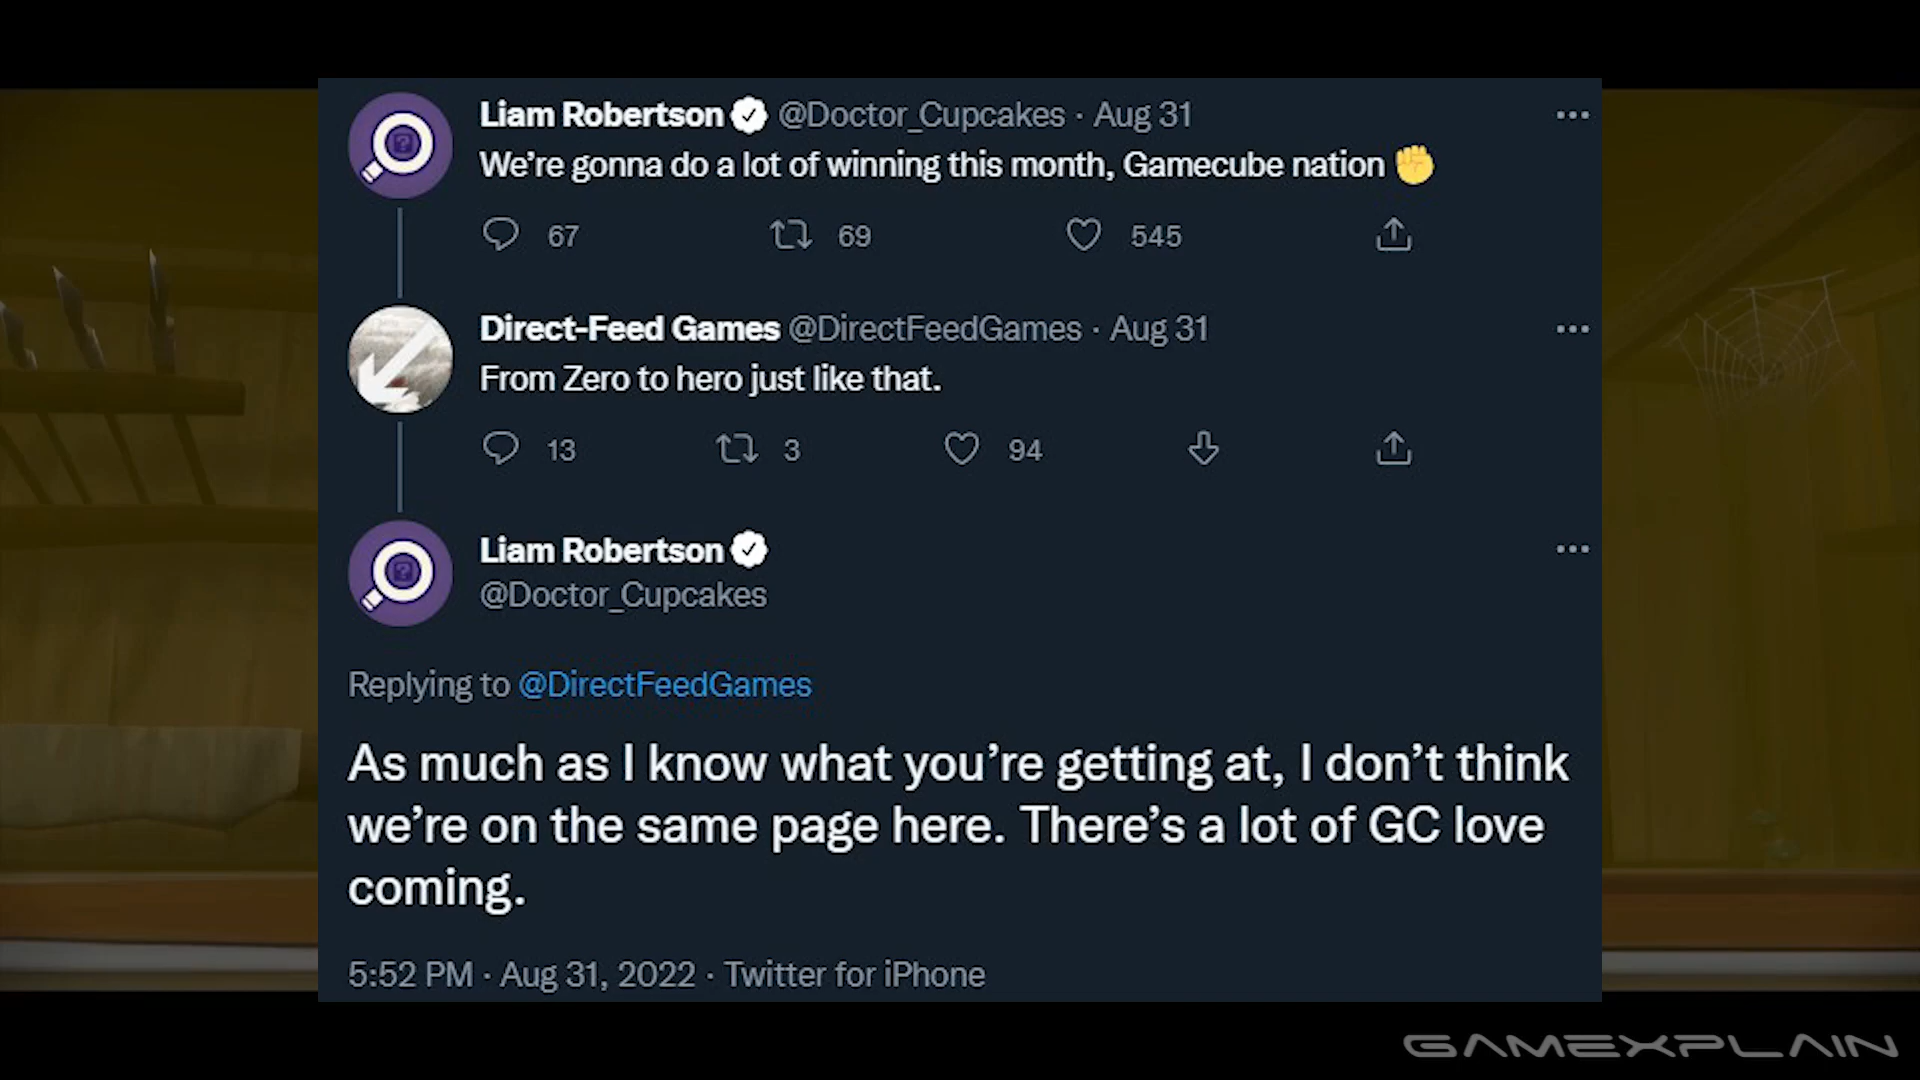 Liam Robertson @Doctor_Cupcakes · Aug 31
We’re gonna do a lot of winning this month, Gamecube nation ✊
67 69 545
Direct-Feed Games @DirectFeedGames · Aug 31
From Zero to hero just like that.
13 3 94
Liam Robertson
@Doctor_Cupcakes
Replying to @DirectFeedGames
As much as I know what you’re getting at, I don’t think
we’re on the same page here. There’s a lot of GC love
coming.
5:52 PM · Aug 31, 2022 · Twitter for iPhone
GAMEXPLAIN